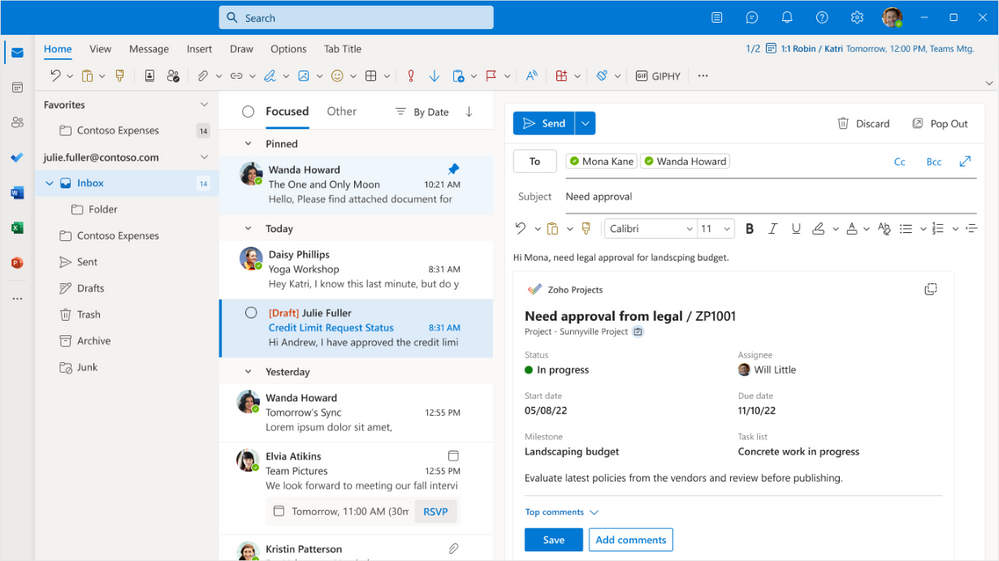 Search
Home View Message Insert Draw Options Tab Title
1/2 1:1 Robin / Katri Tomorrow, 12:00 PM, Teams Mtg.
GIF GIPHY
Favorites
Contoso Expenses 14
julie.fuller@contoso.com
Inbox 14
Folder
Contoso Expenses
Sent
Drafts
Trash
Archive
Junk
Focused Other By Date
Pinned
Wanda Howard
The One and Only Moon 10:21 AM
Hello, Please find attached document for
Today
Daisy Phillips
Yoga Workshop 8:31 AM
Hey Katri, I know this last minute, but do y
[Draft] Julie Fuller
Credit Limit Request Status 8:31 AM
Hi Andrew, I have approved the credit limi
Yesterday
Wanda Howard
Tomorrow's Sync 12:55 PM
Lorem ipsum dolor sit amet,
Elvia Atikins
Team Pictures 12:55 PM
We look forward to meeting our fall intervi
Tomorrow, 11:00 AM (30m RSVP
Kristin Patterson
Send Discard Pop Out
To Mona Kane Wanda Howard Cc Bcc
Subject Need approval
Calibri 11 B I U A
Hi Mona, need legal approval for landscping budget.
Zoho Projects
Need approval from legal / ZP1001
Project - Sunnyville Project
Status Assignee
In progress Will Little
Start date Due date
05/08/22 11/10/22
Milestone Task list
Landscaping budget Concrete work in progress
Evaluate latest policies from the vendors and review before publishing.
Top comments
Save Add comments